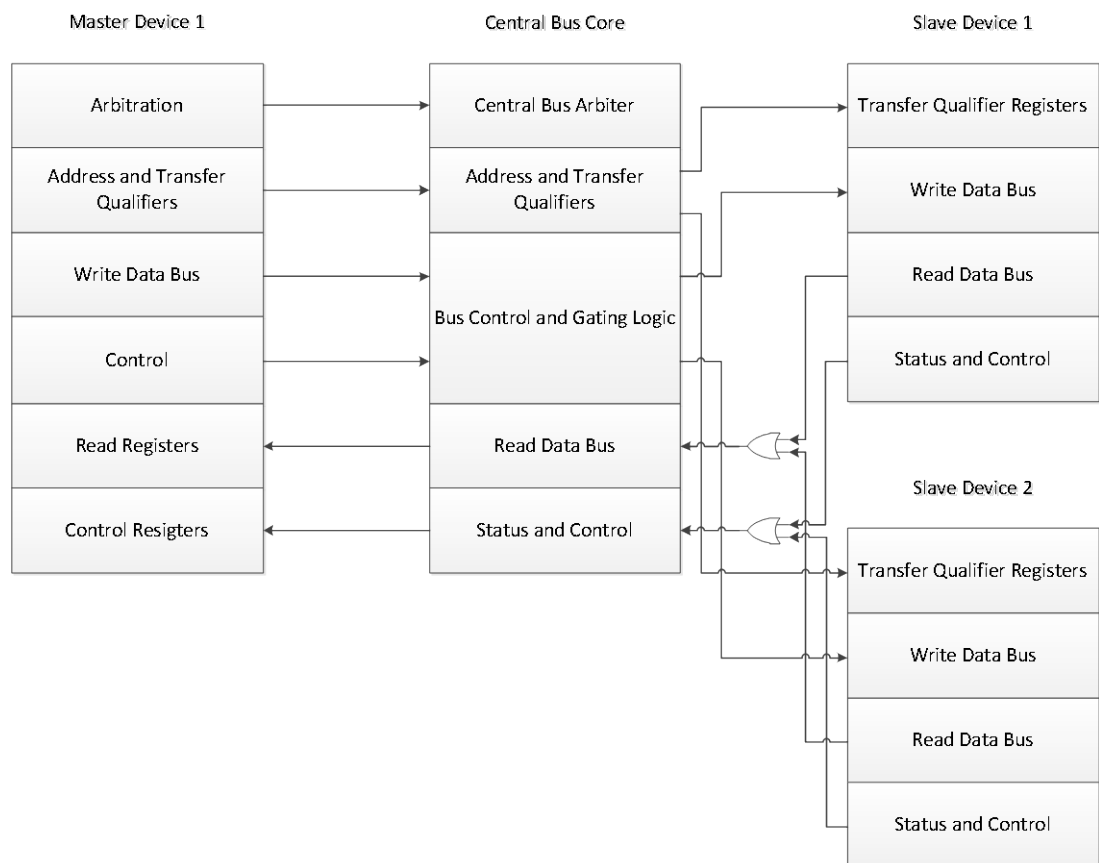 Master Device 1
Arbitration
Address and Transfer
Qualifiers
Write Data Bus
Control
Read Registers
Control Resigters
Central Bus Core
Central Bus Arbiter
Address and Transfer
Qualifiers
Bus Control and Gating Logic
Read Data Bus
Status and Control
Slave Device 1
Transfer Qualifier Registers
Write Data Bus
Read Data Bus
Status and Control
Slave Device 2
Transfer Qualifier Registers
Write Data Bus
Read Data Bus
Status and Control